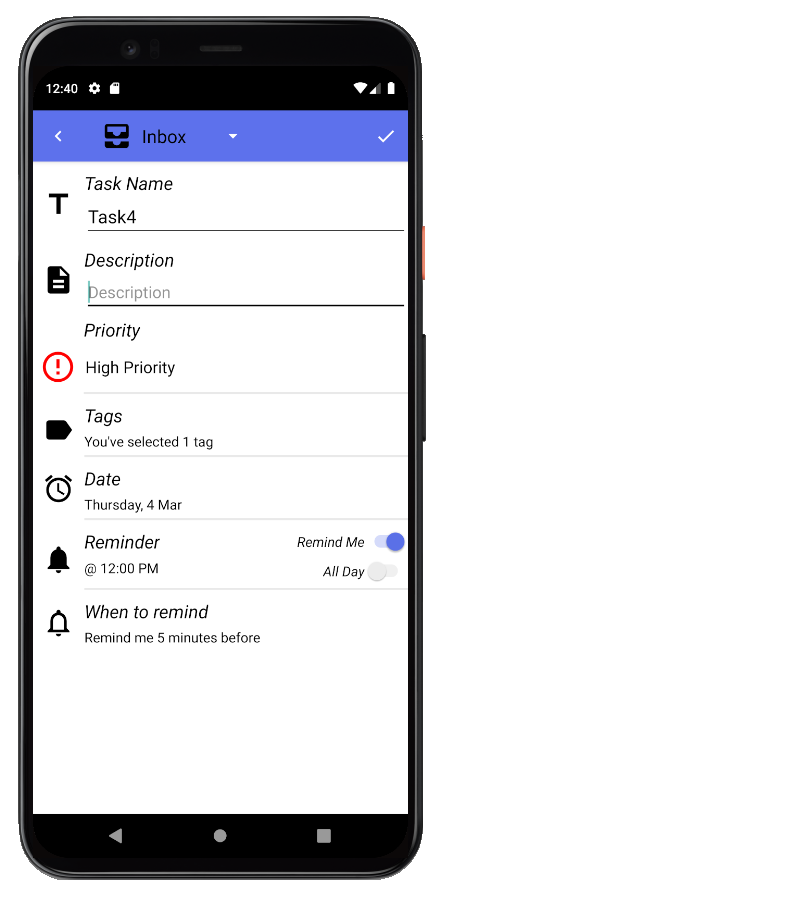 12:40
Inbox
Task Name
Task4
Description
Description
Priority
High Priority
Tags
You've selected 1 tag
Date
Thursday, 4 Mar
Reminder
Remind Me
@ 12:00 PM
All Day
When to remind
Remind me 5 minutes before